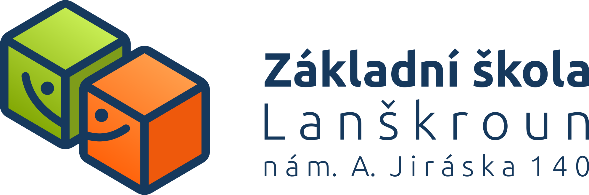 Základní škola
Lanškroun
nám. A. Jiráska 140